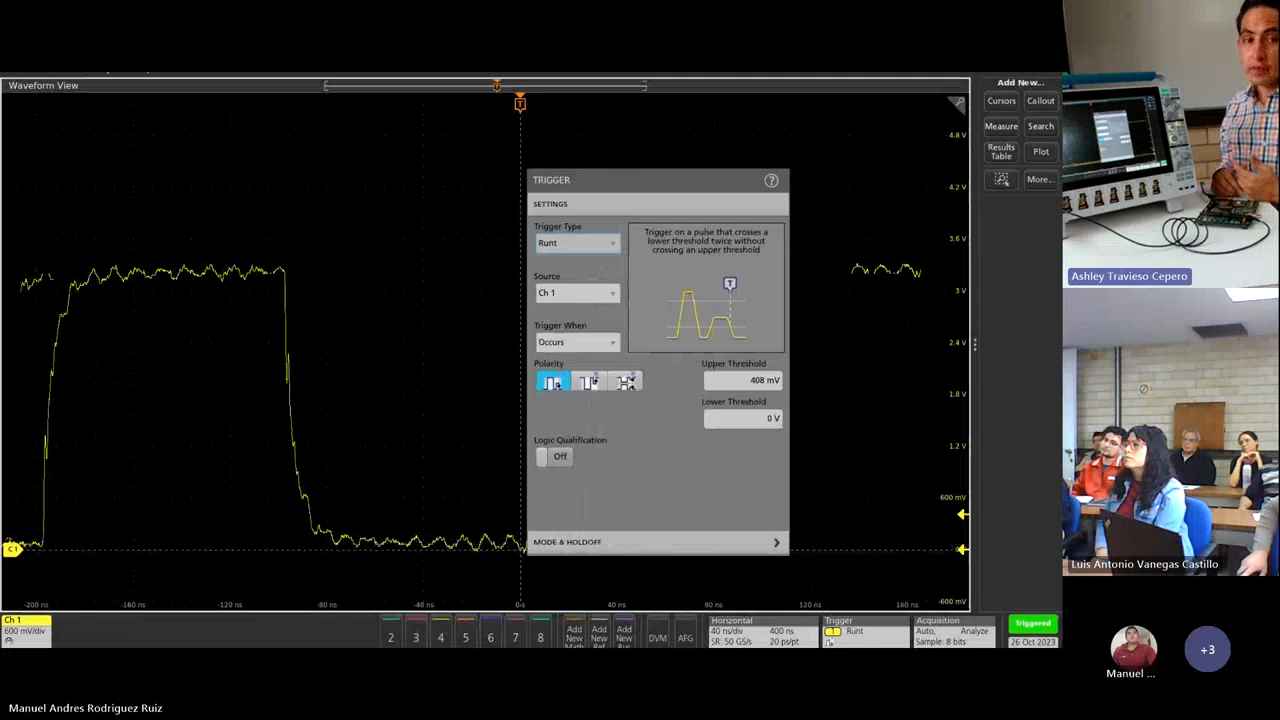 Waveform View
T
T
4.8 V
4.2 V
3.6 V
3 V
2.4 V
1.8 V
1.2 V
600 mV
-600 mV
TRIGGER
?
SETTINGS
Trigger Type
Runt
Source
Ch 1
Trigger When
Occurs
Trigger on a pulse that crosses a
lower threshold twice without
crossing an upper threshold
T
Polarity
Upper Threshold
408 mV
Lower Threshold
0 V
Logic Qualification
Off
MODE & HOLDOFF
C 1
-200 ns
-160 ns
-120 ns
-80 ns
-40 ns
0 s
40 ns
80 ns
120 ns
160 ns
Add New...
Cursors
Callout
Measure
Search
Results
Table
Plot
More...
Ch 1
600 mV/div
2
3
4
5
6
7
8
Add
New
Math
Add
New
Ref
Add
New
Bus
DVM
AFG
Horizontal
40 ns/div 400 ns
SR: 50 GS/s 20 ps/pt
Trigger
1 Runt
Acquisition
Auto, Analyze
Sample: 8 bits
Triggered
26 Oct 2023
Ashley Travieso Cepero
Luis Antonio Vanegas Castillo
Manuel ...
+3
Manuel Andres Rodriguez Ruiz